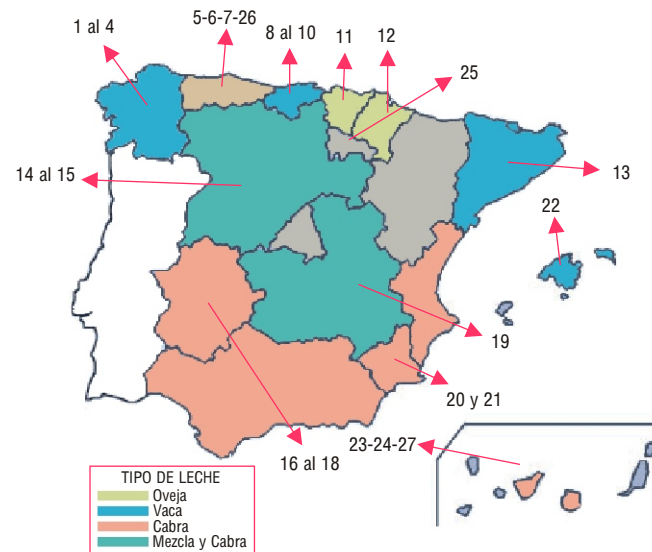 1 al 4
5-6-7-26
8 al 10
11
12
25
14 al 15
13
22
19
20 y 21
23-24-27
16 al 18
TIPO DE LECHE
Oveja
Vaca
Cabra
Mezcla y Cabra